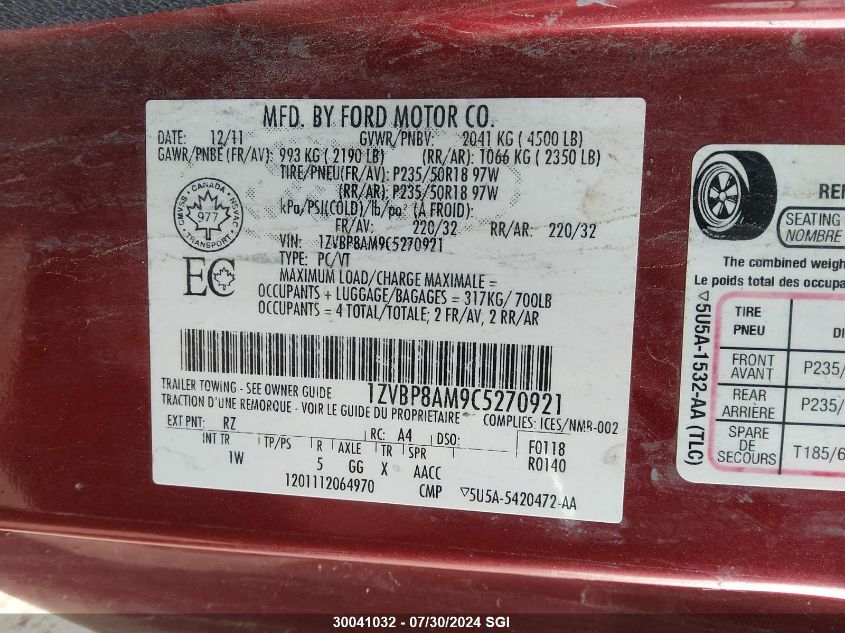 MFD. BY FORD MOTOR CO.
DATE: 12/11 GVWR/PNBV: 2041 KG ( 4500 LB)
GAWR/PNBE (FR/AV): 993 KG ( 2190 LB) (RR/AR): 1066 KG ( 2350 LB)
TIRE/PNEU(FR/AV): P235/50R18 97W
(RR/AR): P235/50R18 97W
kPa/PSI(COLD)/lb/po² (À FROID):
FR/AV: 220/32 RR/AR: 220/32
VIN: 1ZVBP8AM9C5270921
TYPE: PC/VT
MAXIMUM LOAD/CHARGE MAXIMALE =
OCCUPANTS + LUGGAGE/BAGAGES = 317KG/ 700LB
OCCUPANTS = 4 TOTAL/TOTALE; 2 FR/AV, 2 RR/AR
CANADA
CMVSS NSVAC
977
TRANSPORT
EC
TRAILER TOWING - SEE OWNER GUIDE 1ZVBP8AM9C5270921
TRACTION D'UNE REMORQUE - VOIR LE GUIDE DU PROPRIÉTAIRE COMPLIES: ICES/NMB-002
EXT PNT: RZ RC: A4 DSO: F0118
INT TR TP/PS R AXLE TR SPR R0140
1W 5 GG X AACC
1201112064970 CMP ▽5U5A-5420472-AA
SEATING
NOMBRE
The combined weigh
Le poids total des occupa
▽5U5A-1532-AA (TLC)
TIRE
PNEU
FRONT
AVANT P235/
REAR
ARRIÈRE P235/
SPARE
DE
SECOURS T185/6
30041032 - 07/30/2024 SGI